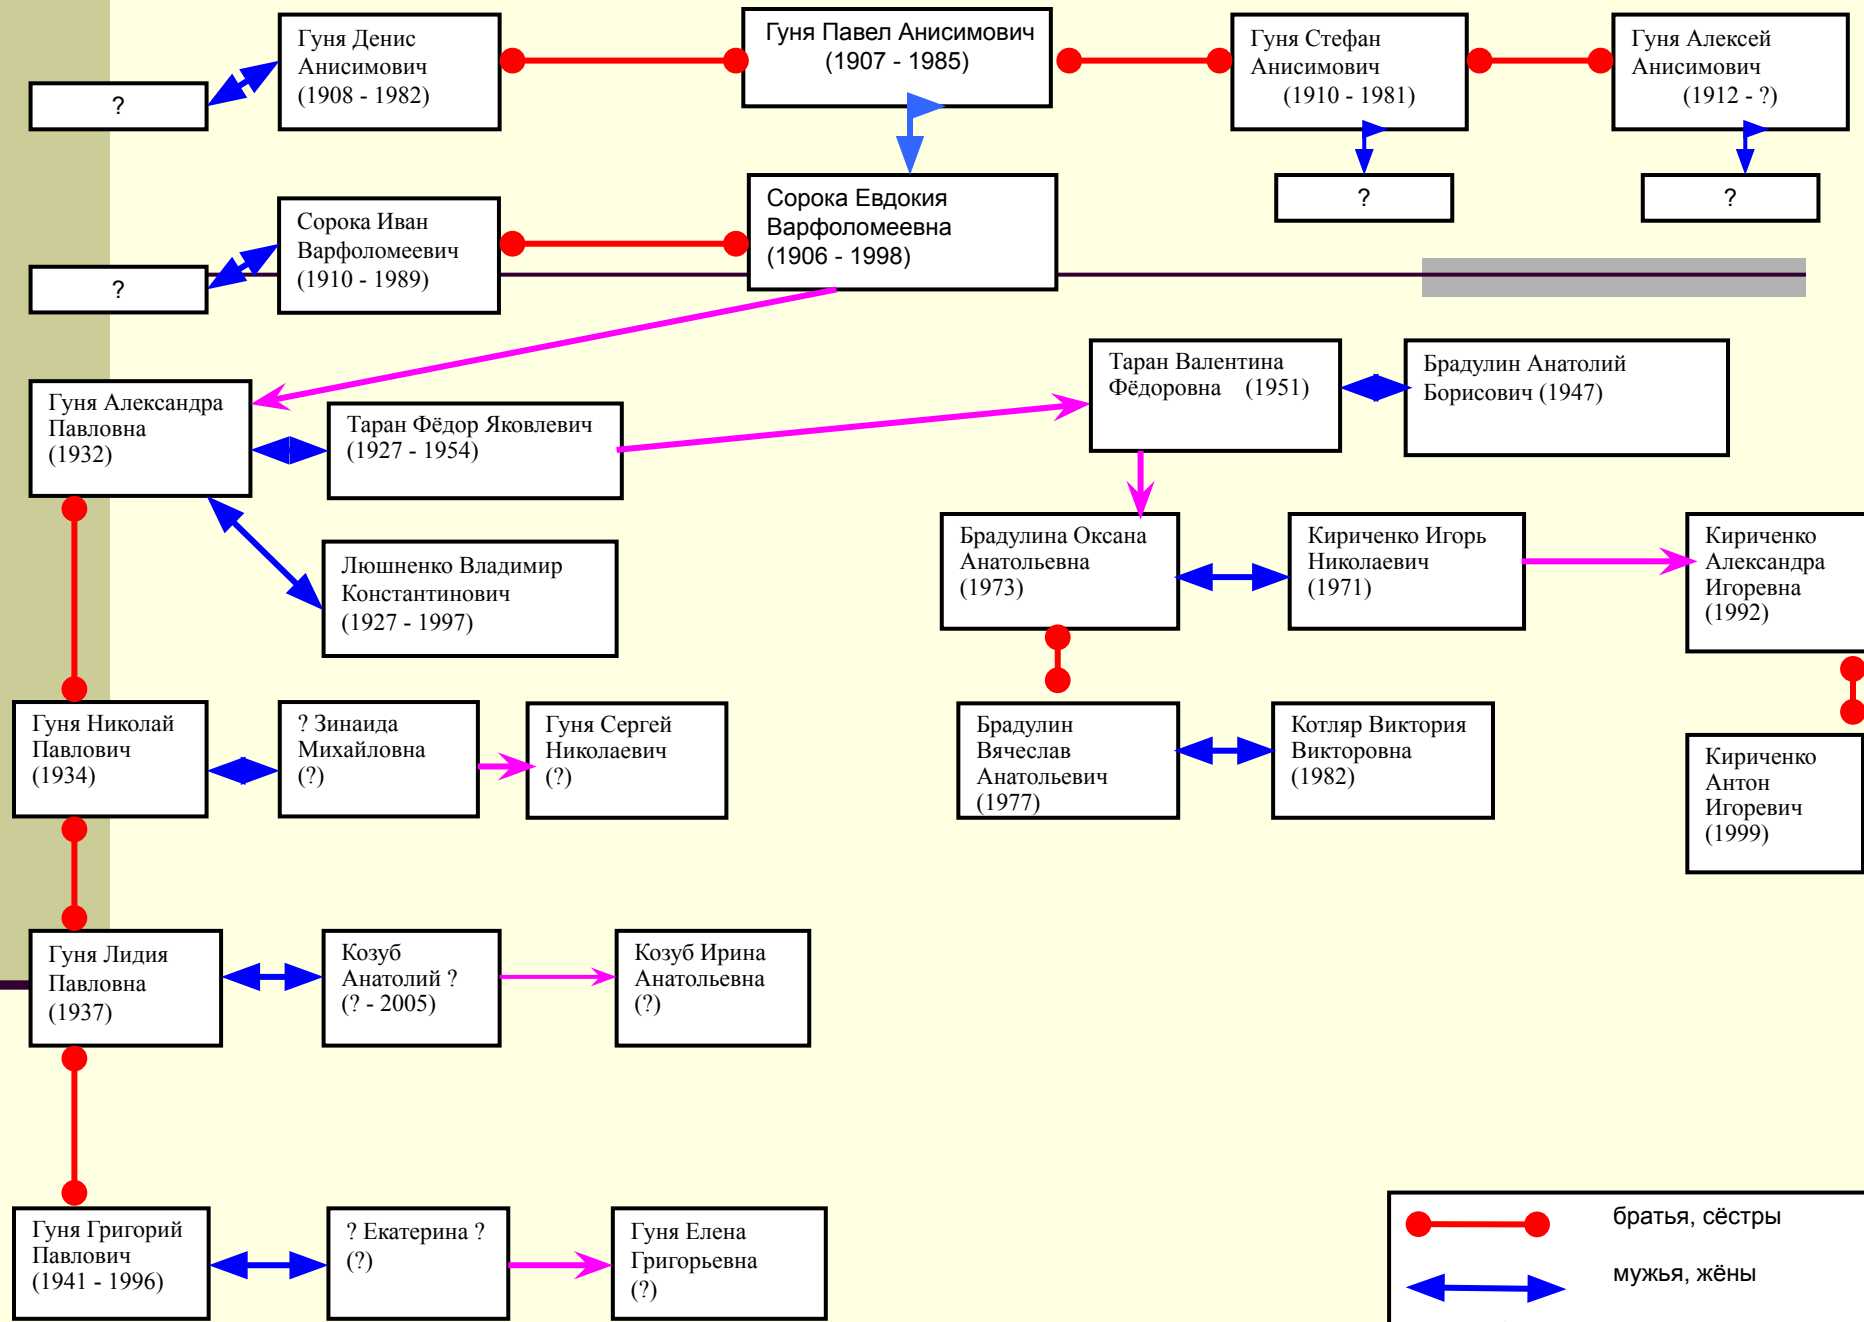 Гуня Денис
Анисимович
(1908 - 1982)
Гуня Павел Анисимович
(1907 - 1985)
Гуня Стефан
Анисимович
(1910 - 1981)
Гуня Алексей
Анисимович
(1912 - ?)
?
Сорока Иван
Варфоломеевич
(1910 - 1989)
Сорока Евдокия
Варфоломеевна
(1906 - 1998)
?
?
?
Гуня Александра
Павловна
(1932)
Таран Фёдор Яковлевич
(1927 - 1954)
Таран Валентина
Фёдоровна (1951)
Брадулин Анатолий
Борисович (1947)
Люшненко Владимир
Константинович
(1927 - 1997)
Брадулина Оксана
Анатольевна
(1973)
Кириченко Игорь
Николаевич
(1971)
Кириченко
Александра
Игоревна
(1992)
Гуня Николай
Павлович
(1934)
? Зинаида
Михайловна
(?)
Гуня Сергей
Николаевич
(?)
Брадулин
Вячеслав
Анатольевич
(1977)
Котляр Виктория
Викторовна
(1982)
Кириченко
Антон
Игоревич
(1999)
Гуня Лидия
Павловна
(1937)
Козуб
Анатолий ?
(? - 2005)
Козуб Ирина
Анатольевна
(?)
Гуня Григорий
Павлович
(1941 - 1996)
? Екатерина ?
(?)
Гуня Елена
Григорьевна
(?)
братья, сёстры
мужья, жёны